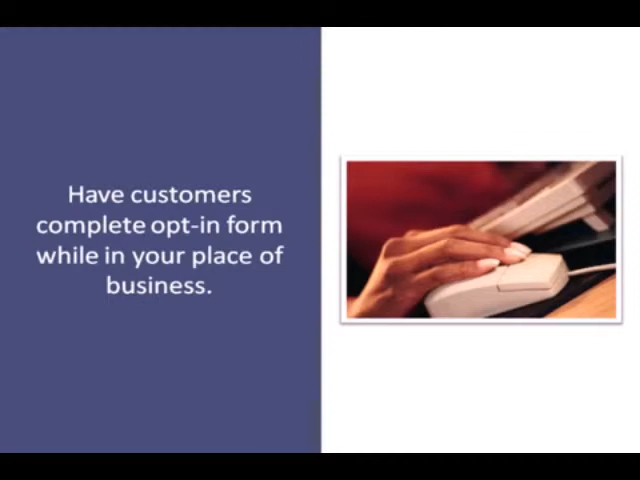 Have customers
complete opt-in form
while in your place of
business.